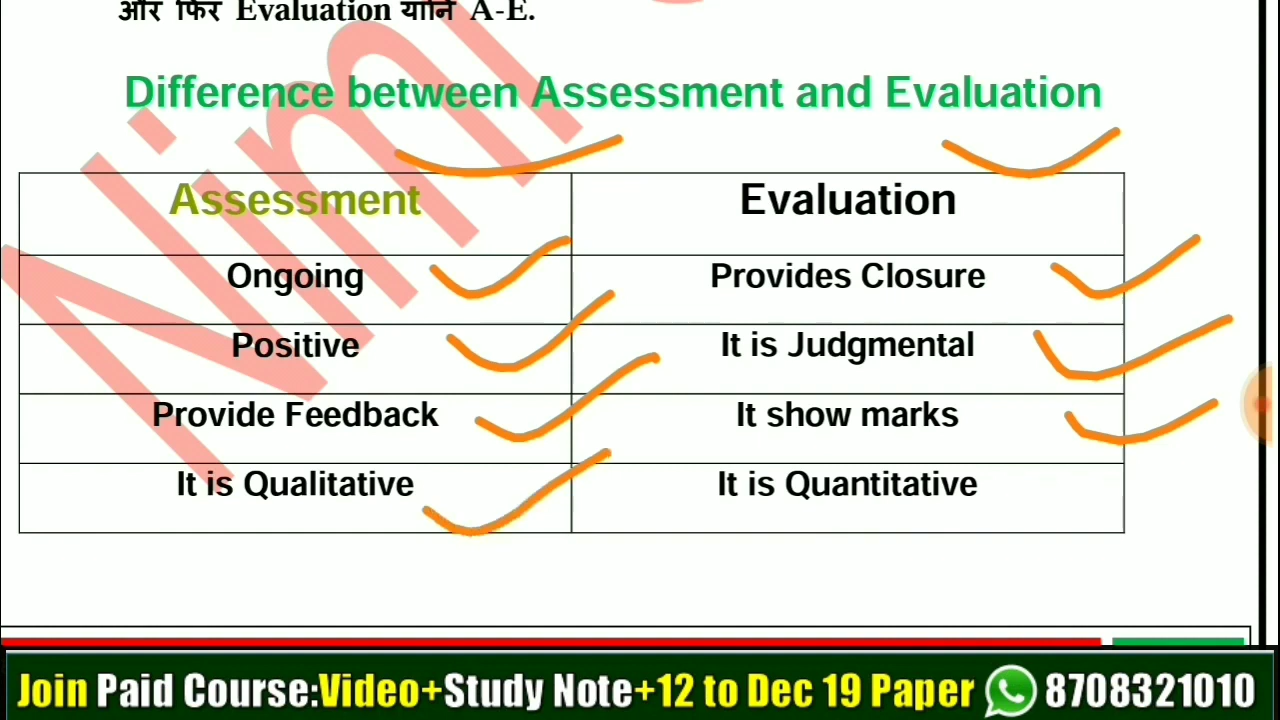 और फिर Evaluation यानि A-E.
Difference between Assessment and Evaluation
Assessment Evaluation
Ongoing Provides Closure
Positive It is Judgmental
Provide Feedback It show marks
It is Qualitative It is Quantitative
Join Paid Course:Video+Study Note+12 to Dec 19 Paper 8708321010